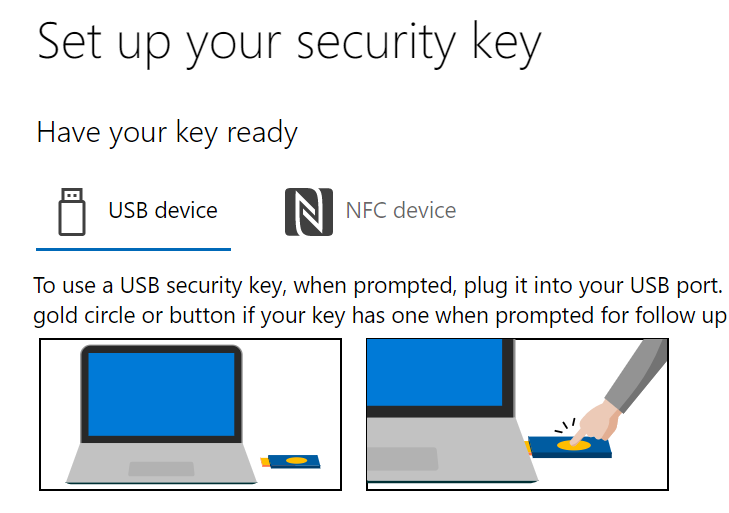 Set up your security key
Have your key ready
USB device
NFC device
To use a USB security key, when prompted, plug it into your USB port.
gold circle or button if your key has one when prompted for follow up